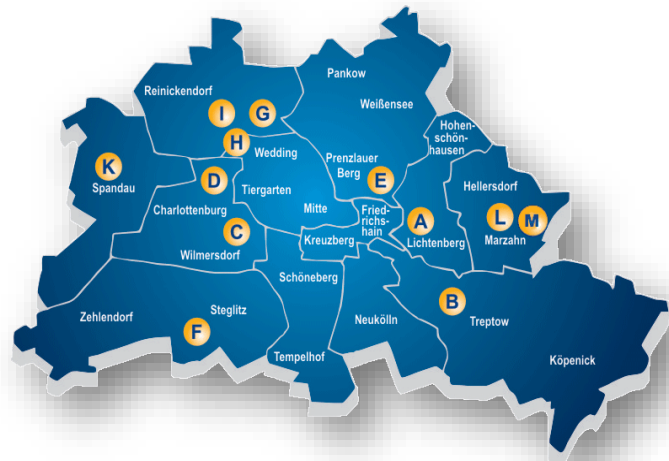 Pankow
Reinickendorf
Weißensee
I
G
Hohen-
schön-
hausen
H
Wedding
Prenzlauer
Berg
E
K
Spandau
D
Tiergarten
Hellersdorf
Charlottenburg
Mitte
Fried-
richs-
hain
A
Lichtenberg
L
M
Marzahn
C
Kreuzberg
Wilmersdorf
Schöneberg
B
Treptow
Zehlendorf
Steglitz
F
Neukölln
Tempelhof
Köpenick